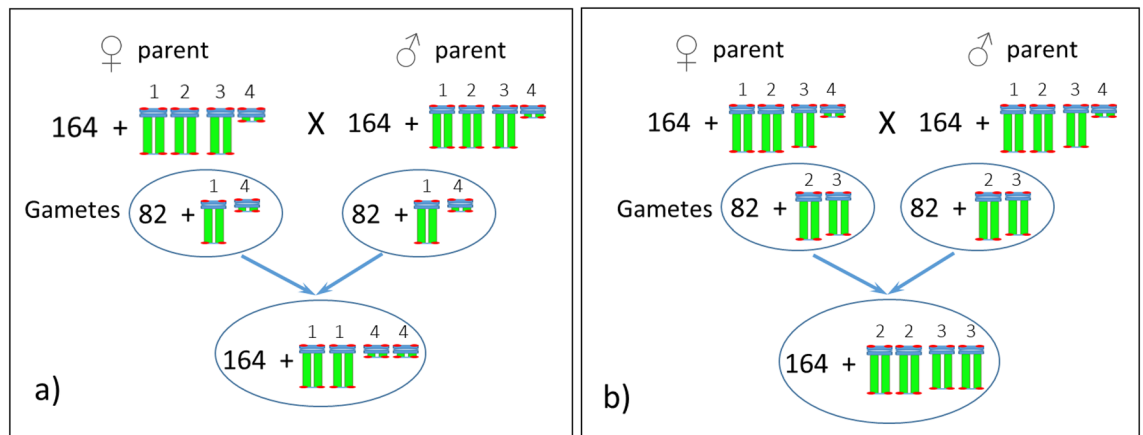 ♀ parent ♂ parent
1 2 3 4 1 2 3 4
164 + X 164 +
1 4 1 4
Gametes 82 + 82 +
1 1 4 4
164 +
a)
♀ parent ♂ parent
1 2 3 4 1 2 3 4
164 + X 164 +
2 3 2 3
Gametes 82 + 82 +
2 2 3 3
164 +
b)